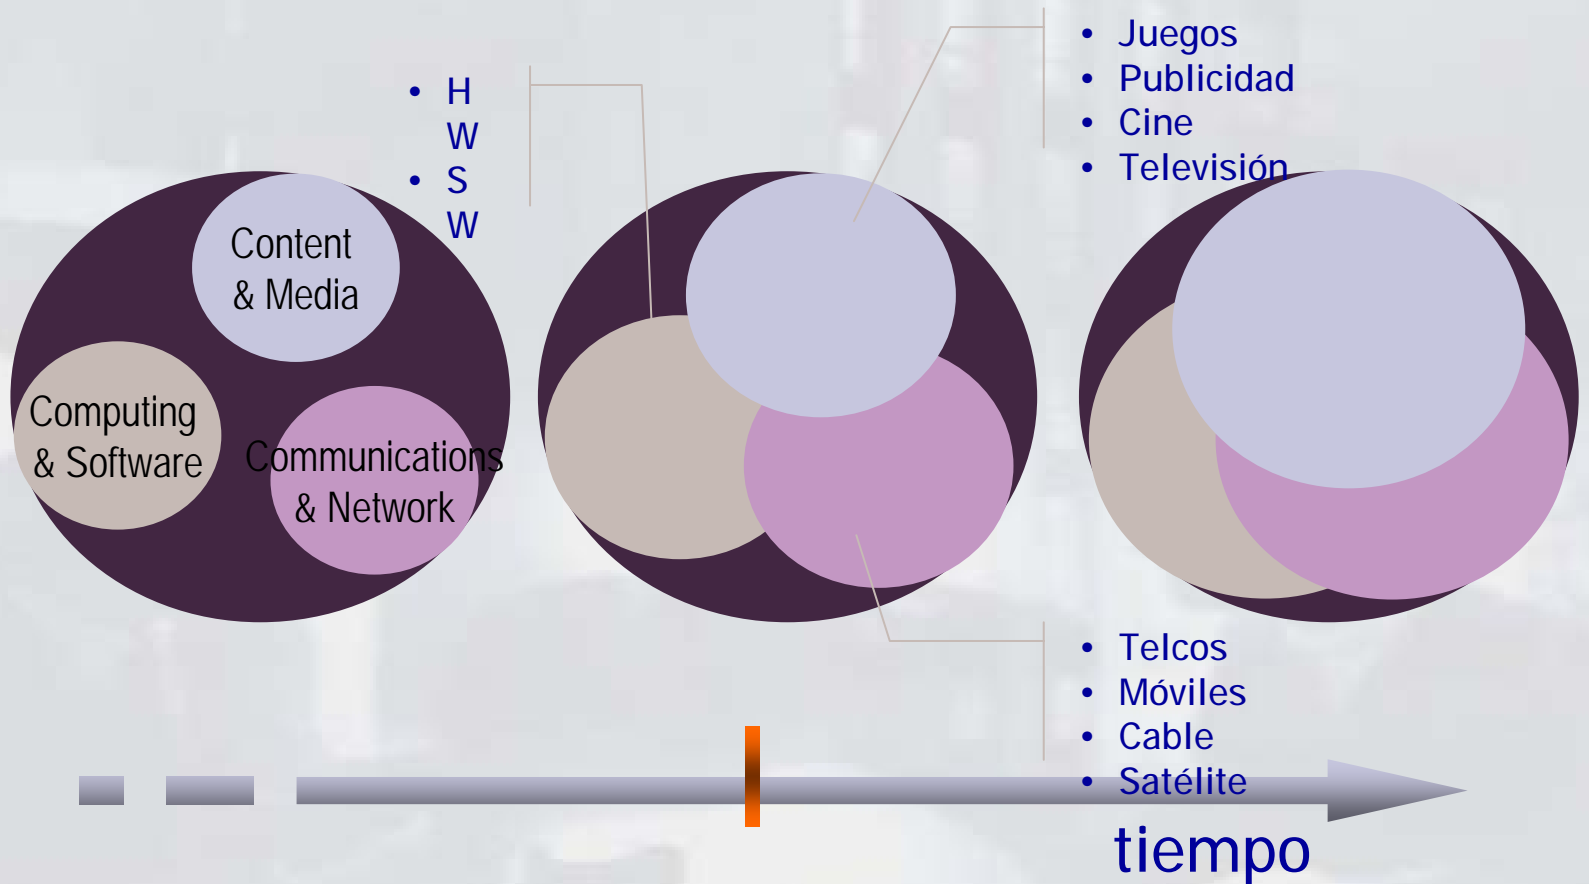 • Juegos
• Publicidad
• Cine
• Televisión
• H
W
• S
W
Content
& Media
Computing
& Software
Communications
& Network
• Telcos
• Móviles
• Cable
• Satélite
tiempo